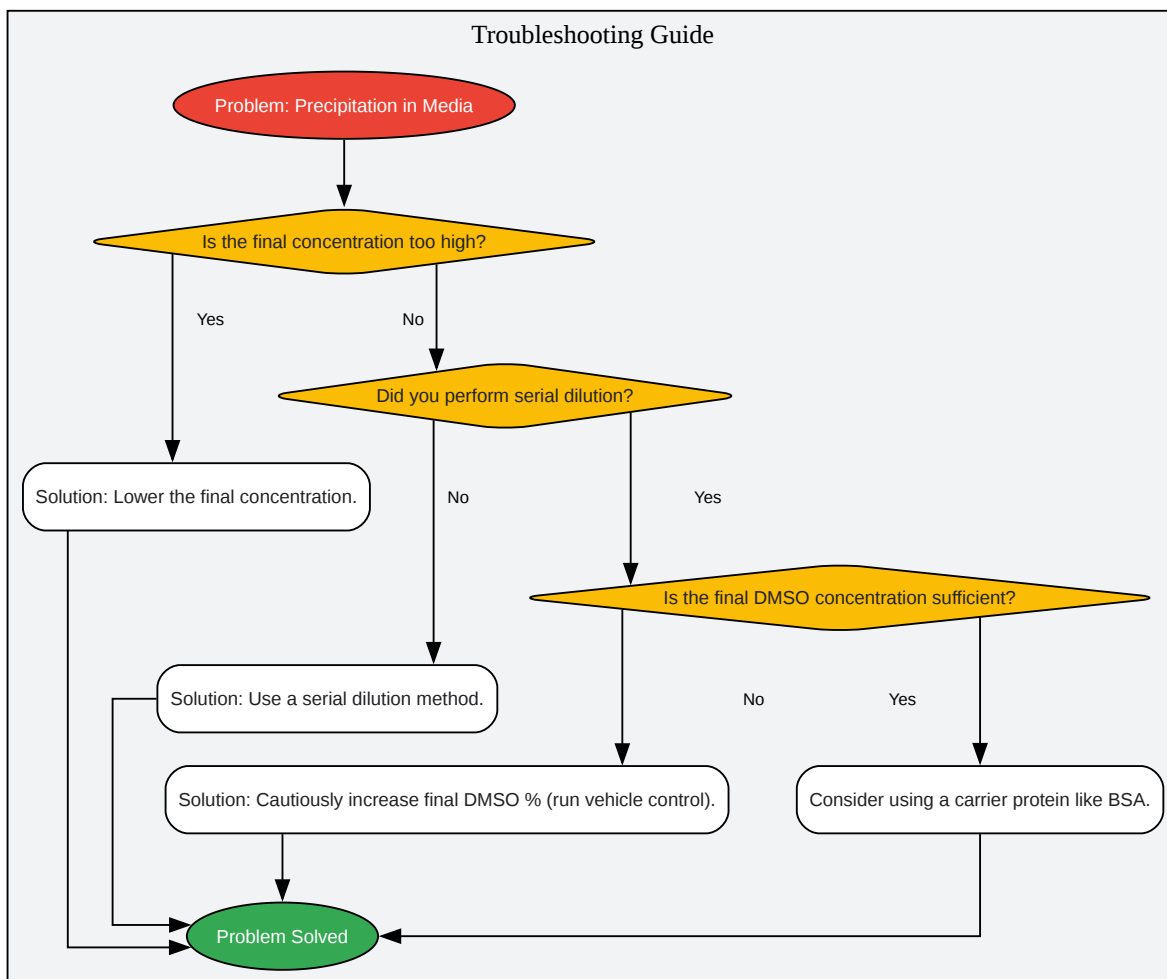 Troubleshooting Guide
Problem: Precipitation in Media
Is the final concentration too high?
Yes
No
Did you perform serial dilution?
Solution: Lower the final concentration.
No
Yes
Is the final DMSO concentration sufficient?
Solution: Use a serial dilution method.
No
Yes
Solution: Cautiously increase final DMSO % (run vehicle control).
Consider using a carrier protein like BSA.
Problem Solved